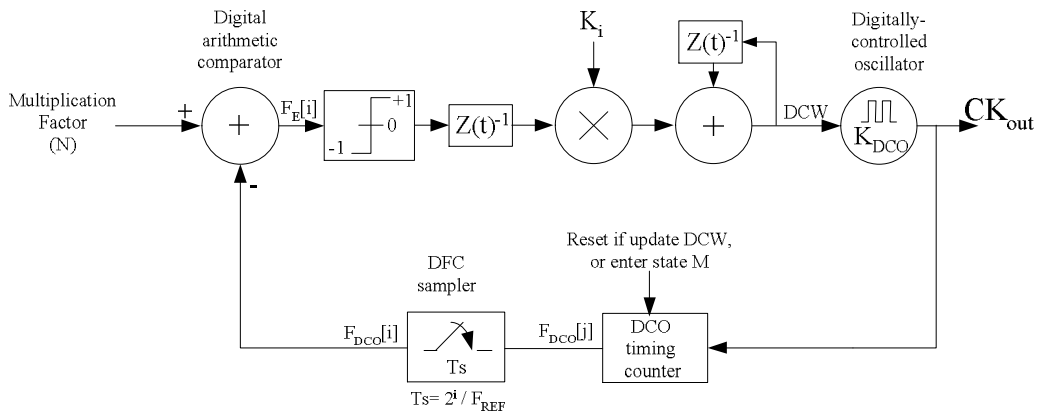 Digital
arithmetic
comparator
Multiplication
Factor
(N)
+
+
-
F_E[i]
+1
0
-1
Z(t)^-1
K_i
×
Z(t)^-1
+
DCW
Digitally-
controlled
oscillator
K_DCO
CK_out
Reset if update DCW,
or enter state M
DCO
timing
counter
F_DCO[j]
DFC
sampler
Ts
Ts= 2^i / F_REF
F_DCO[i]